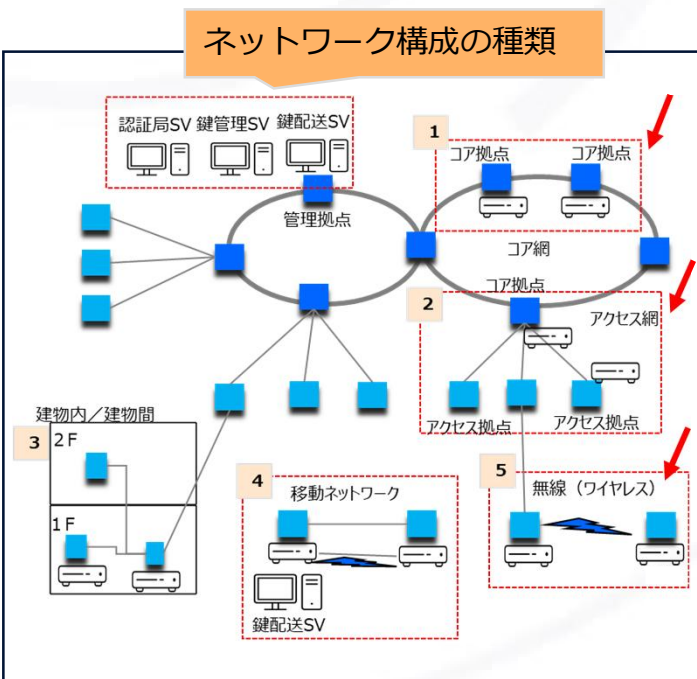 ネットワーク構成の種類
認証局SV 鍵管理SV 鍵配送SV
管理拠点
1
コア拠点 コア拠点
コア網
コア拠点
2
アクセス網
アクセス拠点 アクセス拠点
建物内／建物間
3
2F
1F
4
移動ネットワーク
鍵配送SV
5
無線（ワイヤレス）